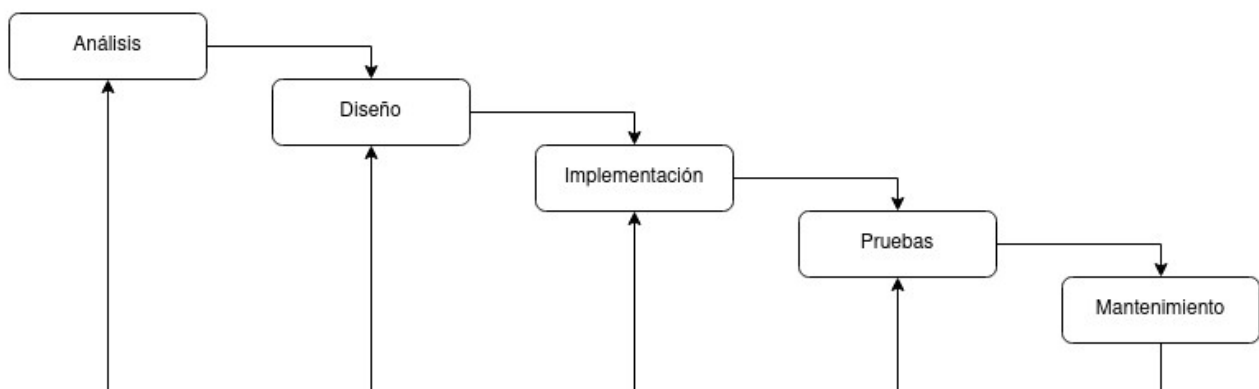 Análisis
Diseño
Implementación
Pruebas
Mantenimiento